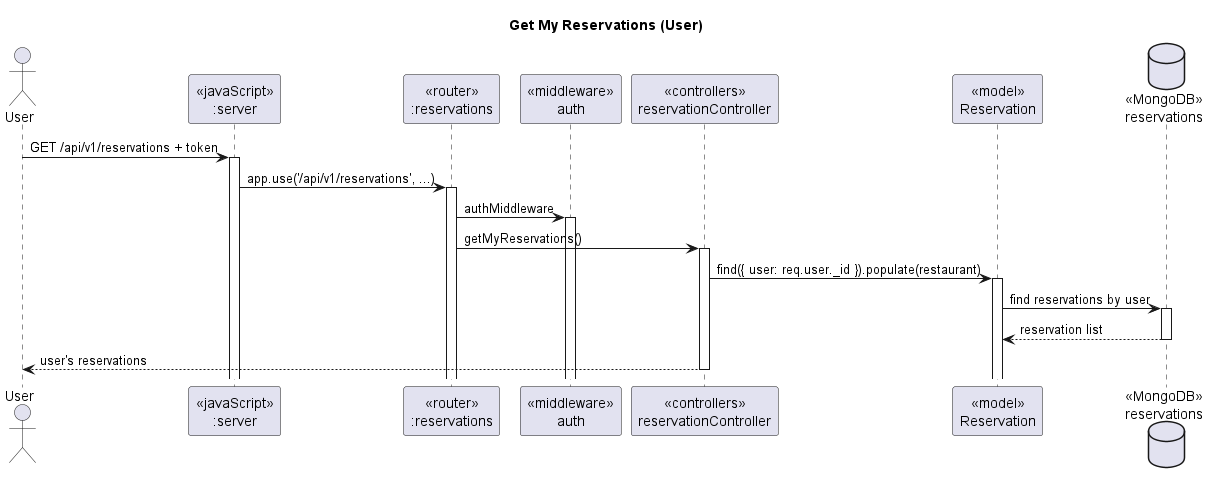 Get My Reservations (User)
User
«javaScript»
:server
«router»
:reservations
«middleware»
auth
«controllers»
reservationController
«model»
Reservation
«MongoDB»
reservations
GET /api/v1/reservations + token
app.use('/api/v1/reservations', ...)
authMiddleware
getMyReservations()
find({ user: req.user._id }).populate(restaurant)
find reservations by user
reservation list
user's reservations
User
«javaScript»
:server
«router»
:reservations
«middleware»
auth
«controllers»
reservationController
«model»
Reservation
«MongoDB»
reservations